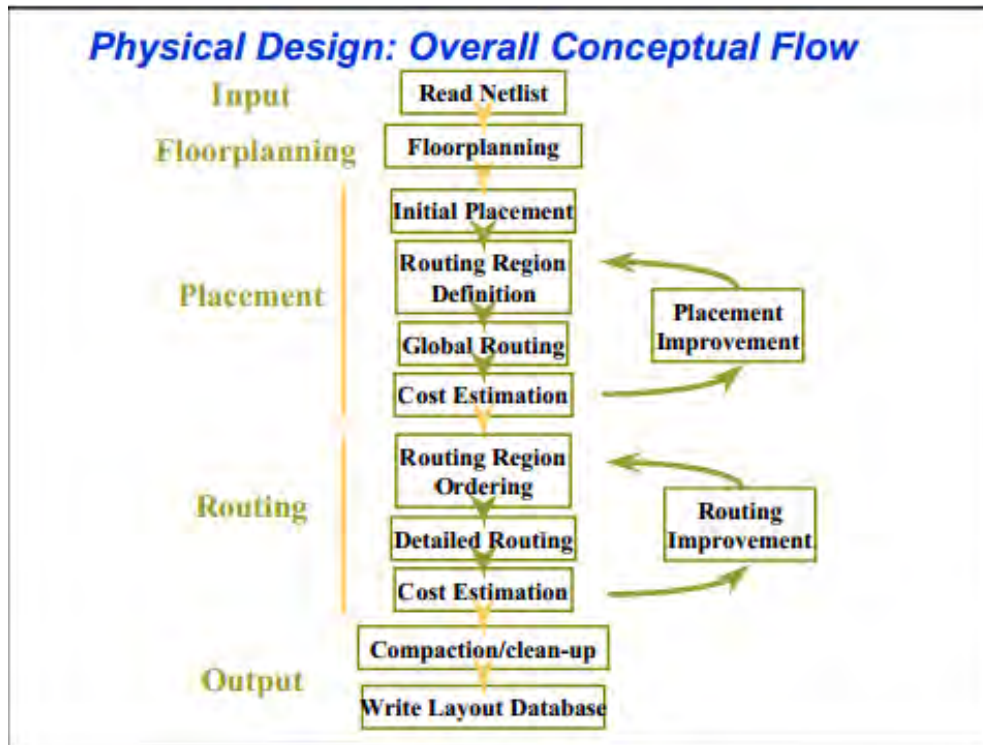 Physical Design: Overall Conceptual Flow
Input
Read Netlist
Floorplanning
Floorplanning
Initial Placement
Placement
Routing Region
Definition
Global Routing
Cost Estimation
Placement
Improvement
Routing
Routing Region
Ordering
Detailed Routing
Cost Estimation
Routing
Improvement
Output
Compaction/clean-up
Write Layout Database